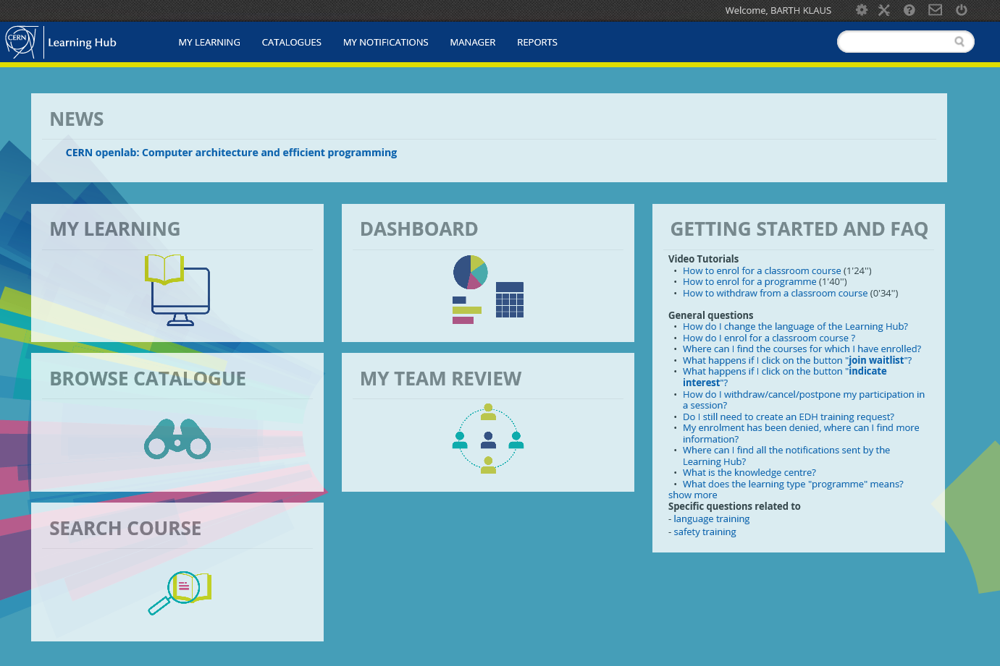 Welcome, BARTH KLAUS
CERN
Learning Hub
MY LEARNING
CATALOGUES
MY NOTIFICATIONS
MANAGER
REPORTS
NEWS
CERN openlab: Computer architecture and efficient programming
MY LEARNING
DASHBOARD
BROWSE CATALOGUE
MY TEAM REVIEW
SEARCH COURSE
GETTING STARTED AND FAQ
Video Tutorials
• How to enrol for a classroom course (1'24'')
• How to enrol for a programme (1'40'')
• How to withdraw from a classroom course (0'34'')
General questions
• How do I change the language of the Learning Hub?
• How do I enrol for a classroom course ?
• Where can I find the courses for which I have enrolled?
• What happens if I click on the button "join waitlist"?
• What happens if I click on the button "indicate
interest"?
• How do I withdraw/cancel/postpone my participation in
a session?
• Do I still need to create an EDH training request?
• My enrolment has been denied, where can I find more
information?
• Where can I find all the notifications sent by the
Learning Hub?
• What is the knowledge centre?
• What does the learning type "programme" means?
show more
Specific questions related to
- language training
- safety training